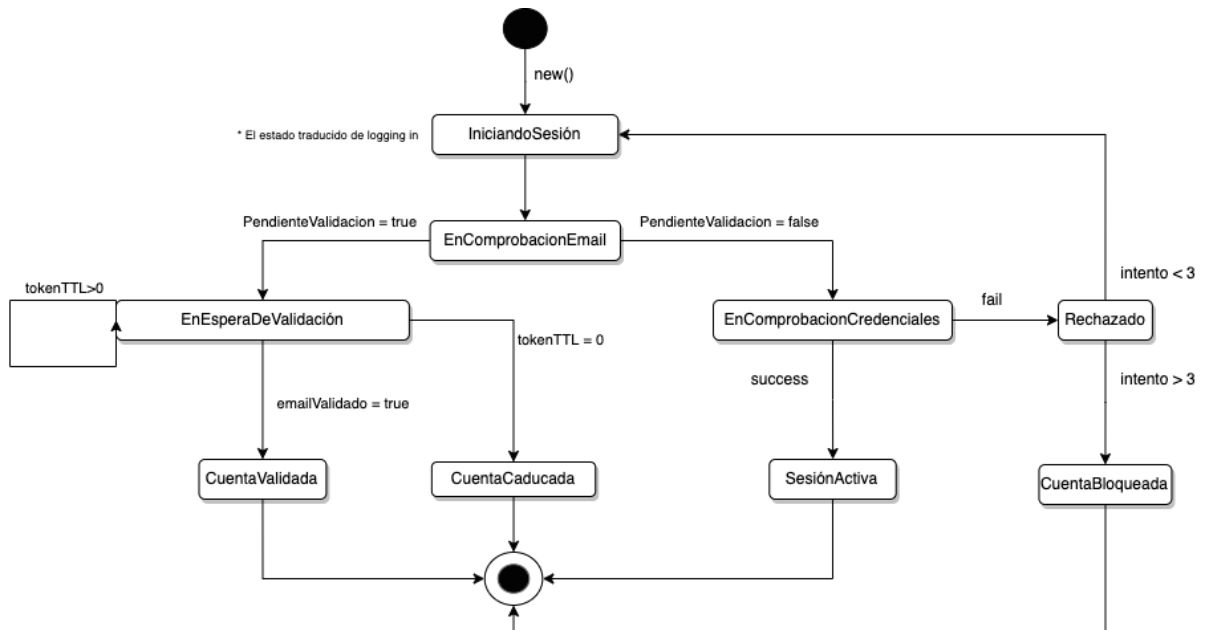 new()
* El estado traducido de logging in
IniciandoSesión
PendienteValidacion = true
PendienteValidacion = false
EnComprobacionEmail
tokenTTL>0
intento < 3
EnEsperaDeValidación
EnComprobacionCredenciales
fail
Rechazado
tokenTTL = 0
success
intento > 3
emailValidado = true
CuentaValidada
CuentaCaducada
SesiónActiva
CuentaBloqueada